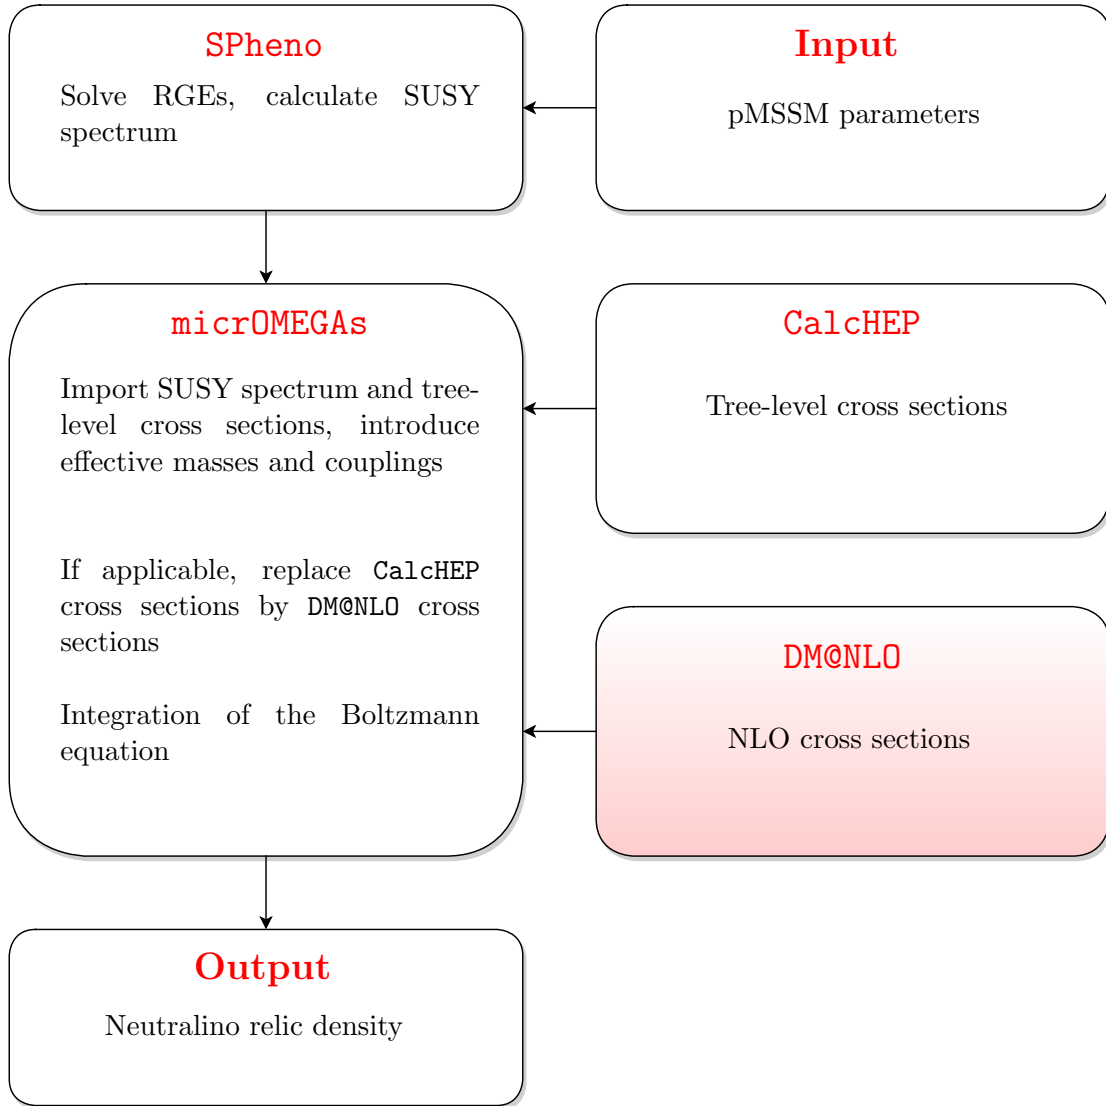 SPheno
Solve RGEs, calculate SUSY
spectrum
Input
pMSSM parameters
micrOMEGAs
Import SUSY spectrum and tree-
level cross sections, introduce
effective masses and couplings
If applicable, replace CalcHEP
cross sections by DM@NLO cross
sections
Integration of the Boltzmann
equation
CalcHEP
Tree-level cross sections
DM@NLO
NLO cross sections
Output
Neutralino relic density